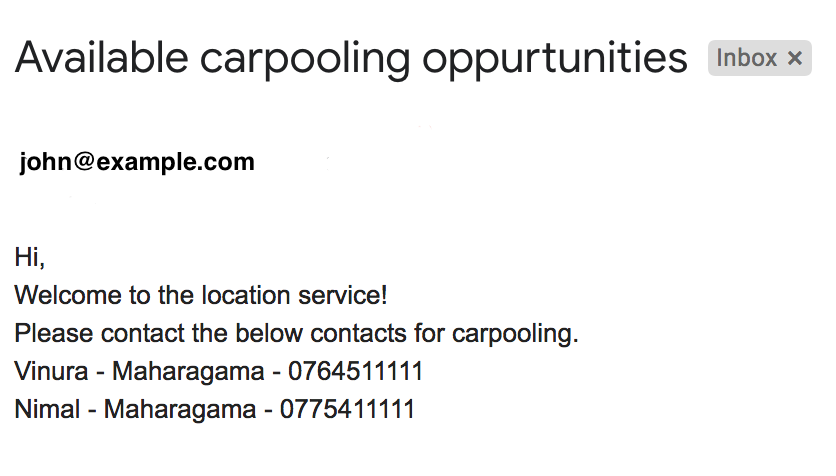 Available carpooling oppurtunities Inbox ×
john@example.com
Hi,
Welcome to the location service!
Please contact the below contacts for carpooling.
Vinura - Maharagama - 0764511111
Nimal - Maharagama - 0775411111